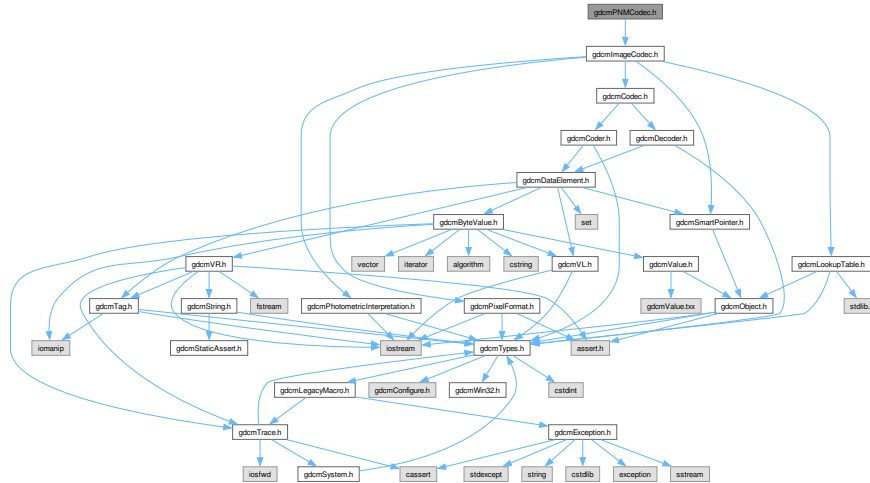 gdcmPNMCodec.h
gdcmImageCodec.h
gdcmCodec.h
gdcmCoder.h
gdcmDecoder.h
gdcmDataElement.h
gdcmByteValue.h
set
gdcmSmartPointer.h
gdcmVR.h
vector
iterator
algorithm
cstring
gdcmVL.h
gdcmValue.h
gdcmLookupTable.h
gdcmTag.h
gdcmString.h
fstream
gdcmPhotometricInterpretation.h
gdcmPixelFormat.h
gdcmValue.txx
gdcmObject.h
stdlib.h
iomanip
gdcmStaticAssert.h
iostream
gdcmTypes.h
assert.h
gdcmLegacyMacro.h
gdcmConfigure.h
gdcmWin32.h
cstdint
gdcmTrace.h
gdcmException.h
iosfwd
gdcmSystem.h
cassert
stdexcept
string
cstdlib
exception
sstream